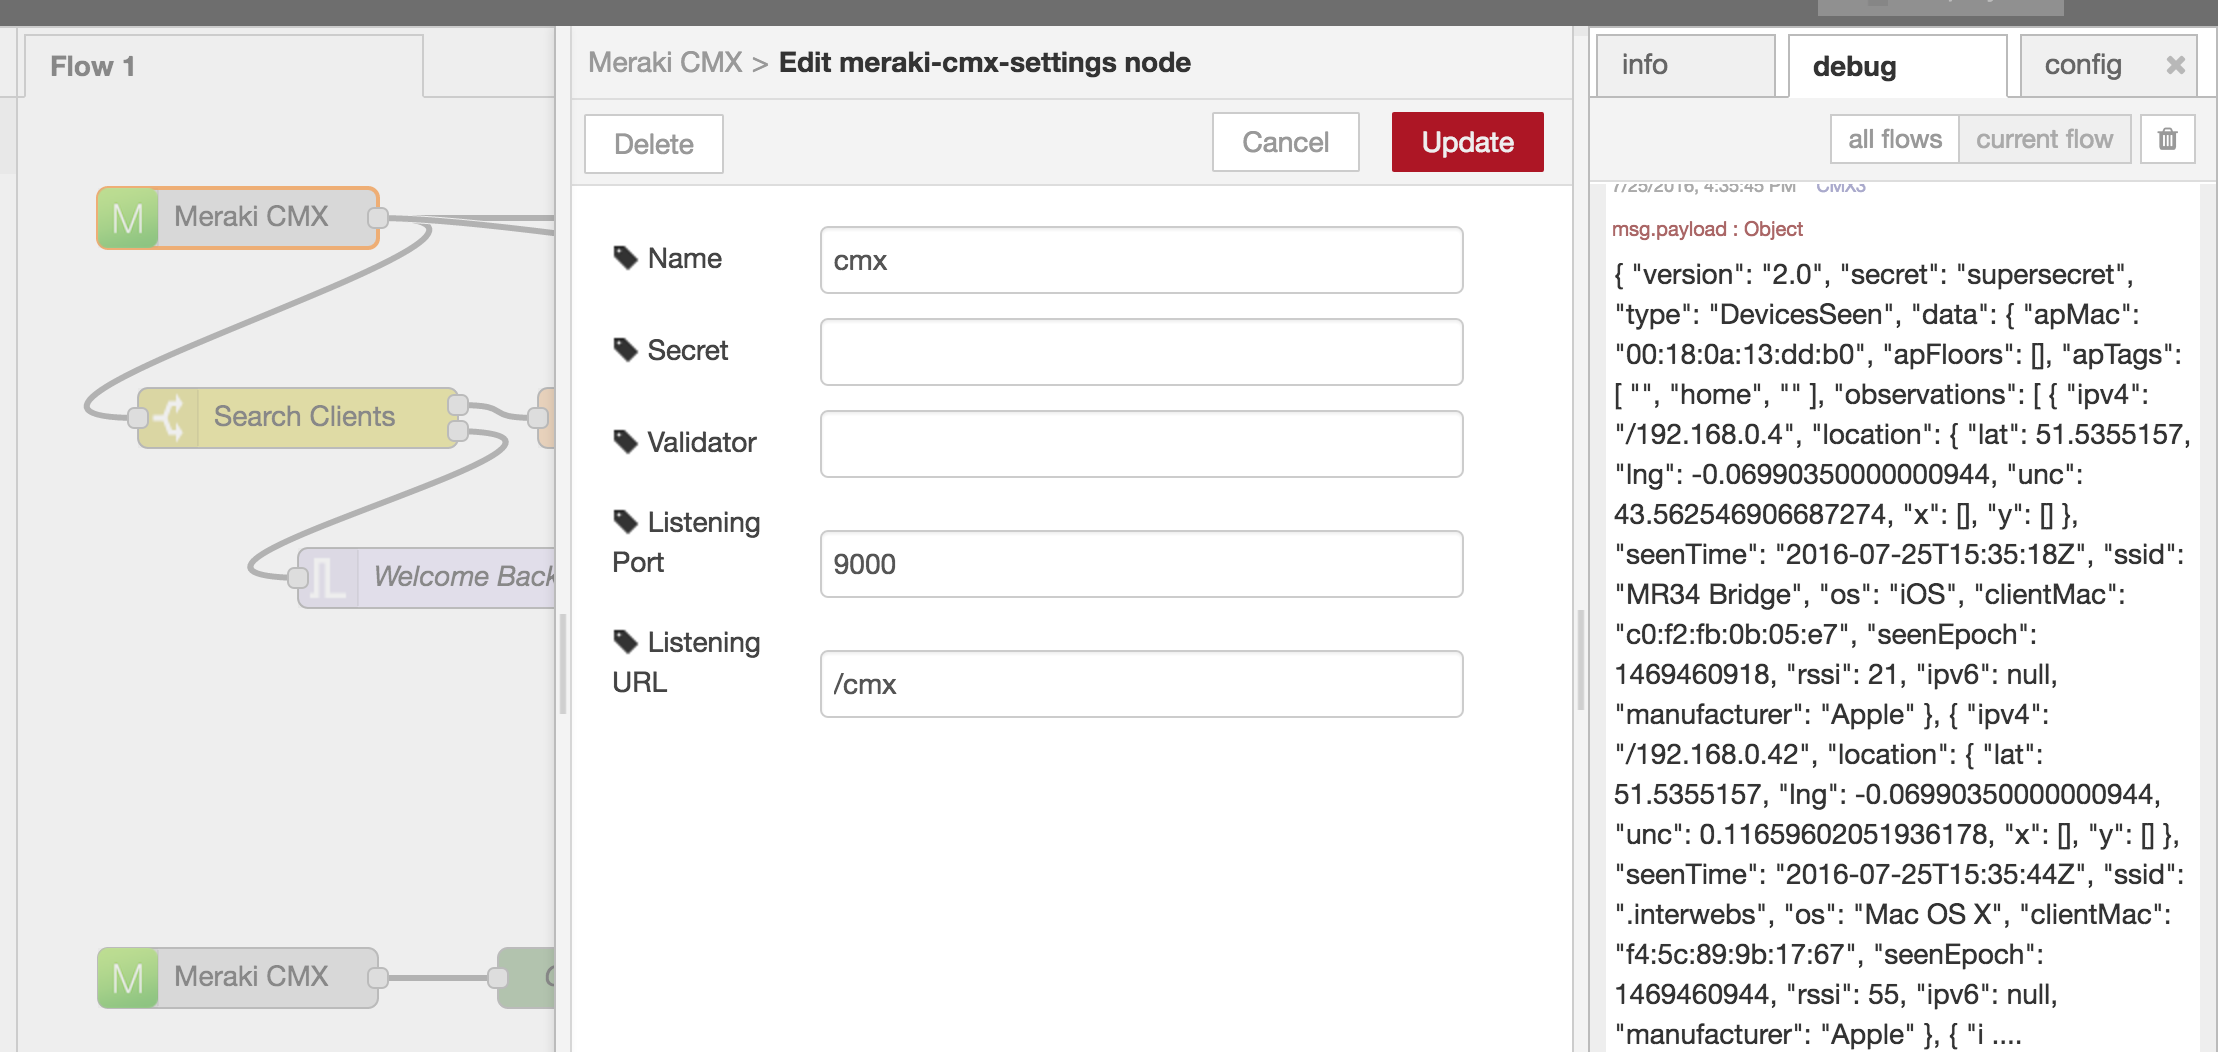 Flow 1
M Meraki CMX
Search Clients
Welcome Back
M Meraki CMX
Meraki CMX > Edit meraki-cmx-settings node
Delete
Cancel
Update
Name
cmx
Secret
Validator
Listening
Port
9000
Listening
URL
/cmx
info
debug
config
all flows
current flow
7/25/2016, 4:35:45 PM CMX3
msg.payload : Object
{ "version": "2.0", "secret": "supersecret",
"type": "DevicesSeen", "data": { "apMac":
"00:18:0a:13:dd:b0", "apFloors": [], "apTags":
[ "", "home", "" ], "observations": [ { "ipv4":
"/192.168.0.4", "location": { "lat": 51.5355157,
"lng": -0.06990350000000944, "unc":
43.562546906687274, "x": [], "y": [] },
"seenTime": "2016-07-25T15:35:18Z", "ssid":
"MR34 Bridge", "os": "iOS", "clientMac":
"c0:f2:fb:0b:05:e7", "seenEpoch":
1469460918, "rssi": 21, "ipv6": null,
"manufacturer": "Apple" }, { "ipv4":
"/192.168.0.42", "location": { "lat":
51.5355157, "lng": -0.06990350000000944,
"unc": 0.11659602051936178, "x": [], "y": [] },
"seenTime": "2016-07-25T15:35:44Z", "ssid":
".interwebs", "os": "Mac OS X", "clientMac":
"f4:5c:89:9b:17:67", "seenEpoch":
1469460944, "rssi": 55, "ipv6": null,
"manufacturer": "Apple" }, { "i ....